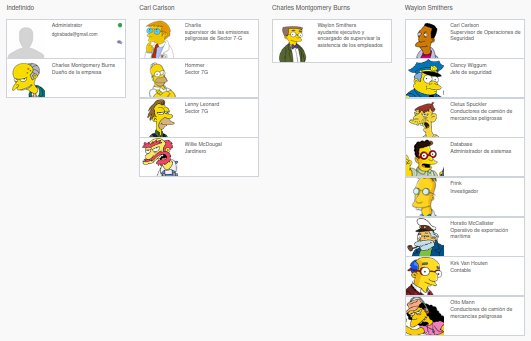 Indefinido
Administrator
dgtrabada@gmail.com
Charles Montgomery Burns
Dueño de la empresa
Carl Carlson
Charlie
supervisor de las emisiones
peligrosas de Sector 7-G
Hommer
Sector 7G
Lenny Leonard
Sector 7G
Willie McDougal
Jardinero
Charles Montgomery Burns
Waylon Smithers
ayudante ejecutivo y
encargado de supervisar la
asistencia de los empleados
Waylon Smithers
Carl Carlson
Supervisor de Operaciones de
Seguridad
Clancy Wiggum
Jefe de seguridad
Cletus Spuckler
Conductores de camión de
mercancías peligrosas
Database
Administrador de sistemas
Frink
Investigador
Horatio McCallister
Operativo de exportación
marítima
Kirk Van Houten
Contable
Otto Mann
Conductores de camión de
mercancías peligrosas